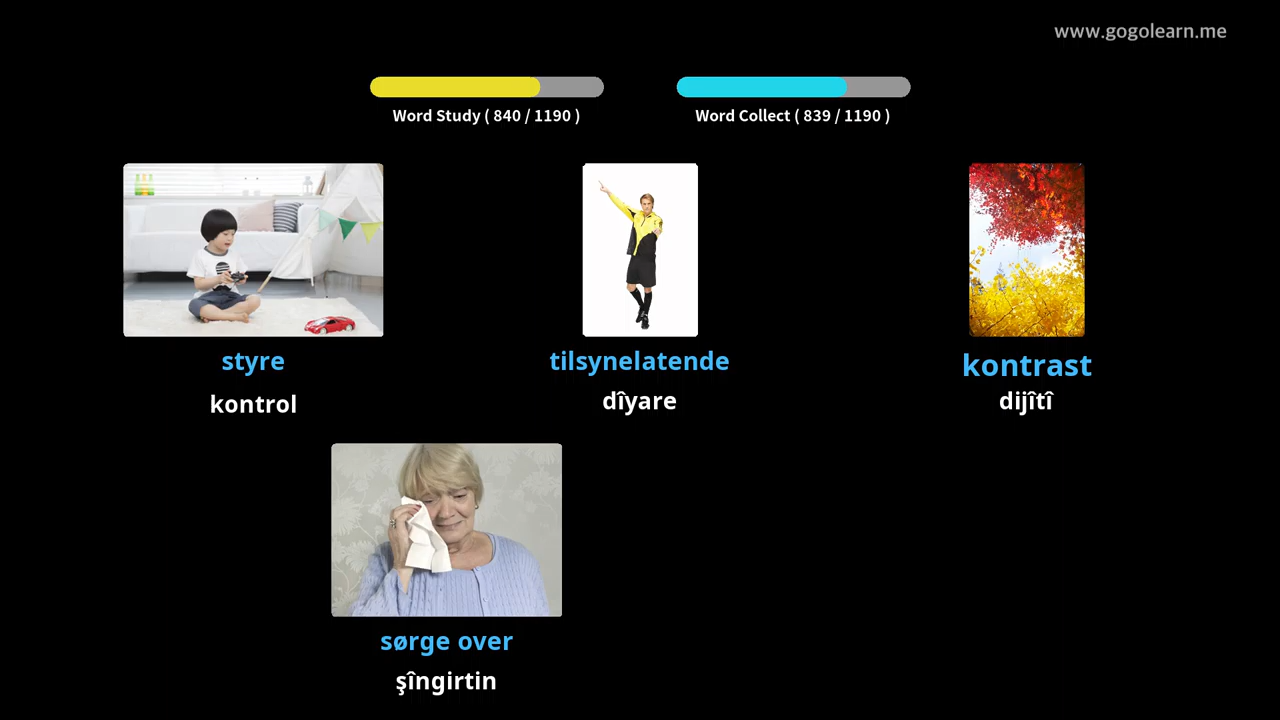 www.gogolearn.me
Word Study ( 840 / 1190 )
Word Collect ( 839 / 1190 )
styre
kontrol
tilsynelatende
dîyare
kontrast
dijîtî
sørge over
şîngirtin